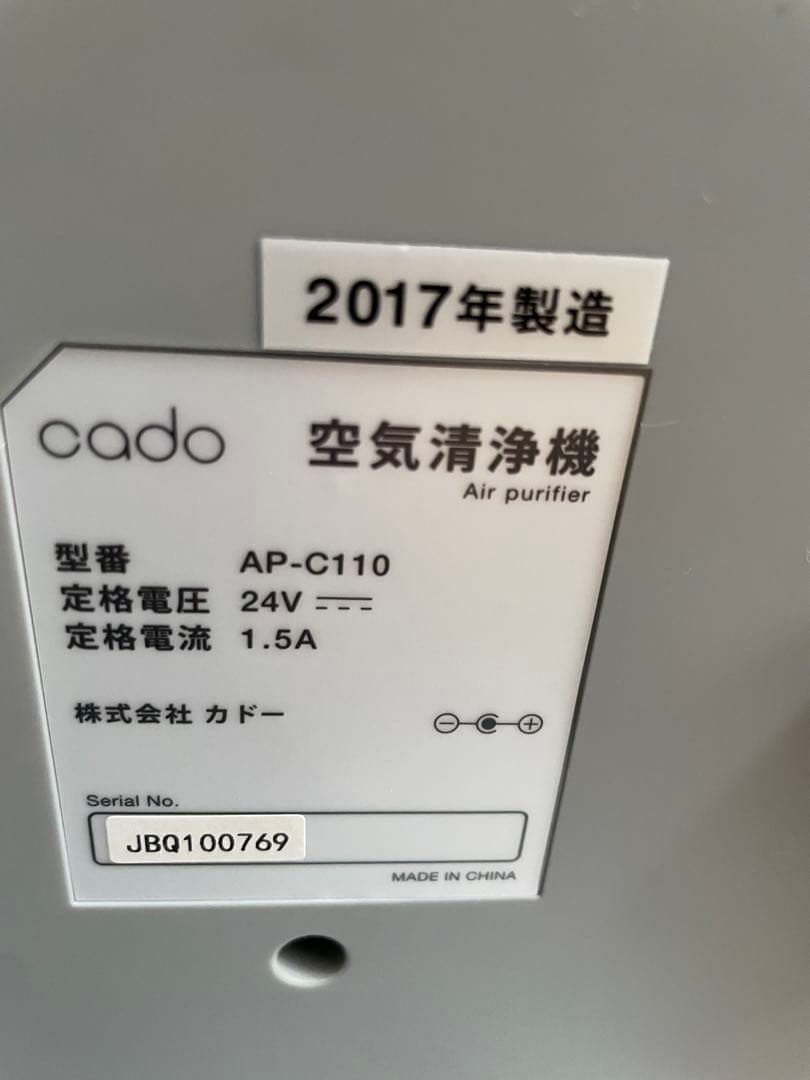 2017年製造
cado 空気清浄機
Air purifier
型番 AP-C110
定格電圧 24V
定格電流 1.5A
株式会社 カドー
Serial No.
JBQ100769
MADE IN CHINA